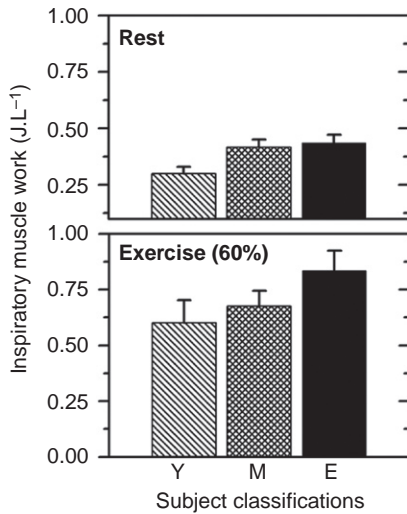 Inspiratory muscle work (J.L⁻¹)
1.00
Rest
0.75
0.50
0.25
1.00
Exercise (60%)
0.75
0.50
0.25
0.00
Y M E
Subject classifications